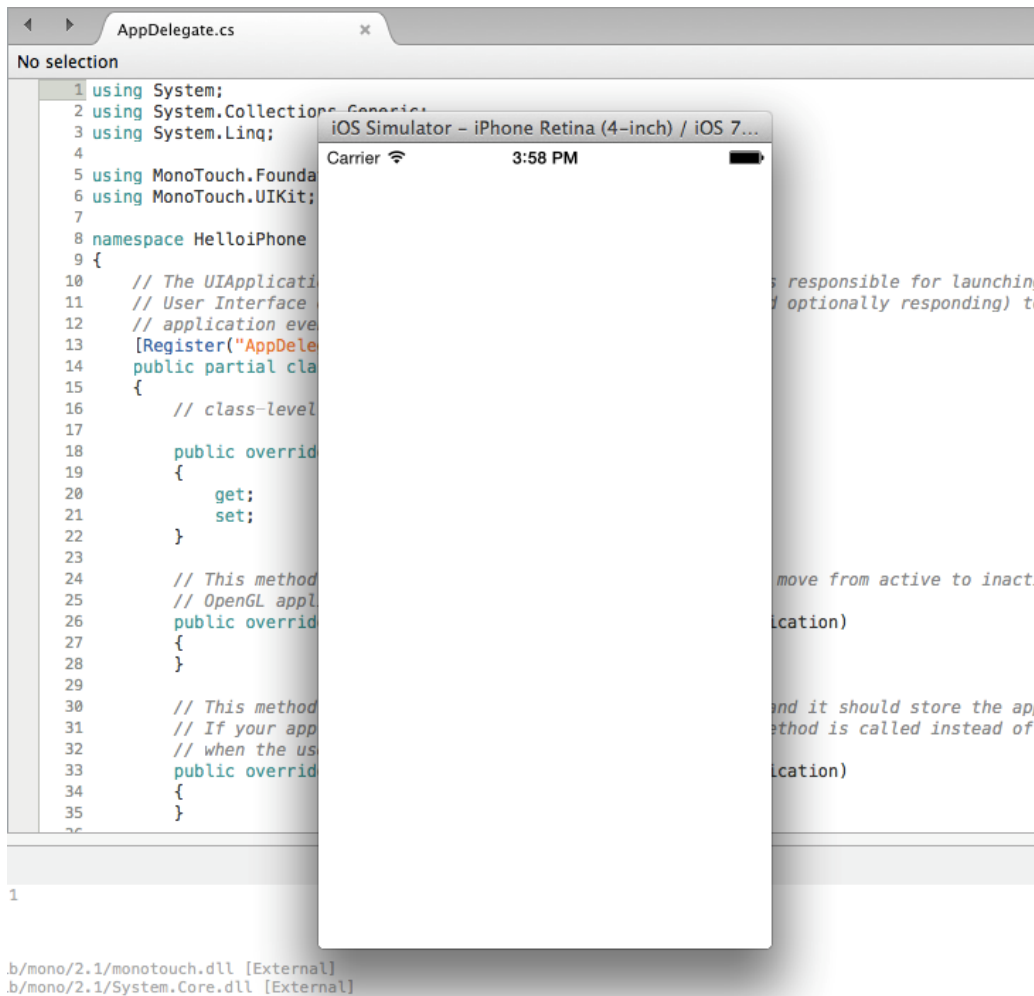 AppDelegate.cs ×
No selection
1 using System;
2 using System.Collections.Generic;
3 using System.Linq;
4
5 using MonoTouch.Founda
6 using MonoTouch.UIKit;
7
8 namespace HelloiPhone
9 {
10 // The UIApplicati s responsible for launching
11 // User Interface d optionally responding) to
12 // application eve
13 [Register("AppDele
14 public partial cla
15 {
16 // class-level
17
18 public overrid
19 {
20 get;
21 set;
22 }
23
24 // This method move from active to inacti
25 // OpenGL appl
26 public overrid ication)
27 {
28 }
29
30 // This method and it should store the app
31 // If your app ethod is called instead of
32 // when the us
33 public overrid ication)
34 {
35 }
36
iOS Simulator – iPhone Retina (4-inch) / iOS 7...
Carrier 3:58 PM
1
.b/mono/2.1/monotouch.dll [External]
.b/mono/2.1/System.Core.dll [External]